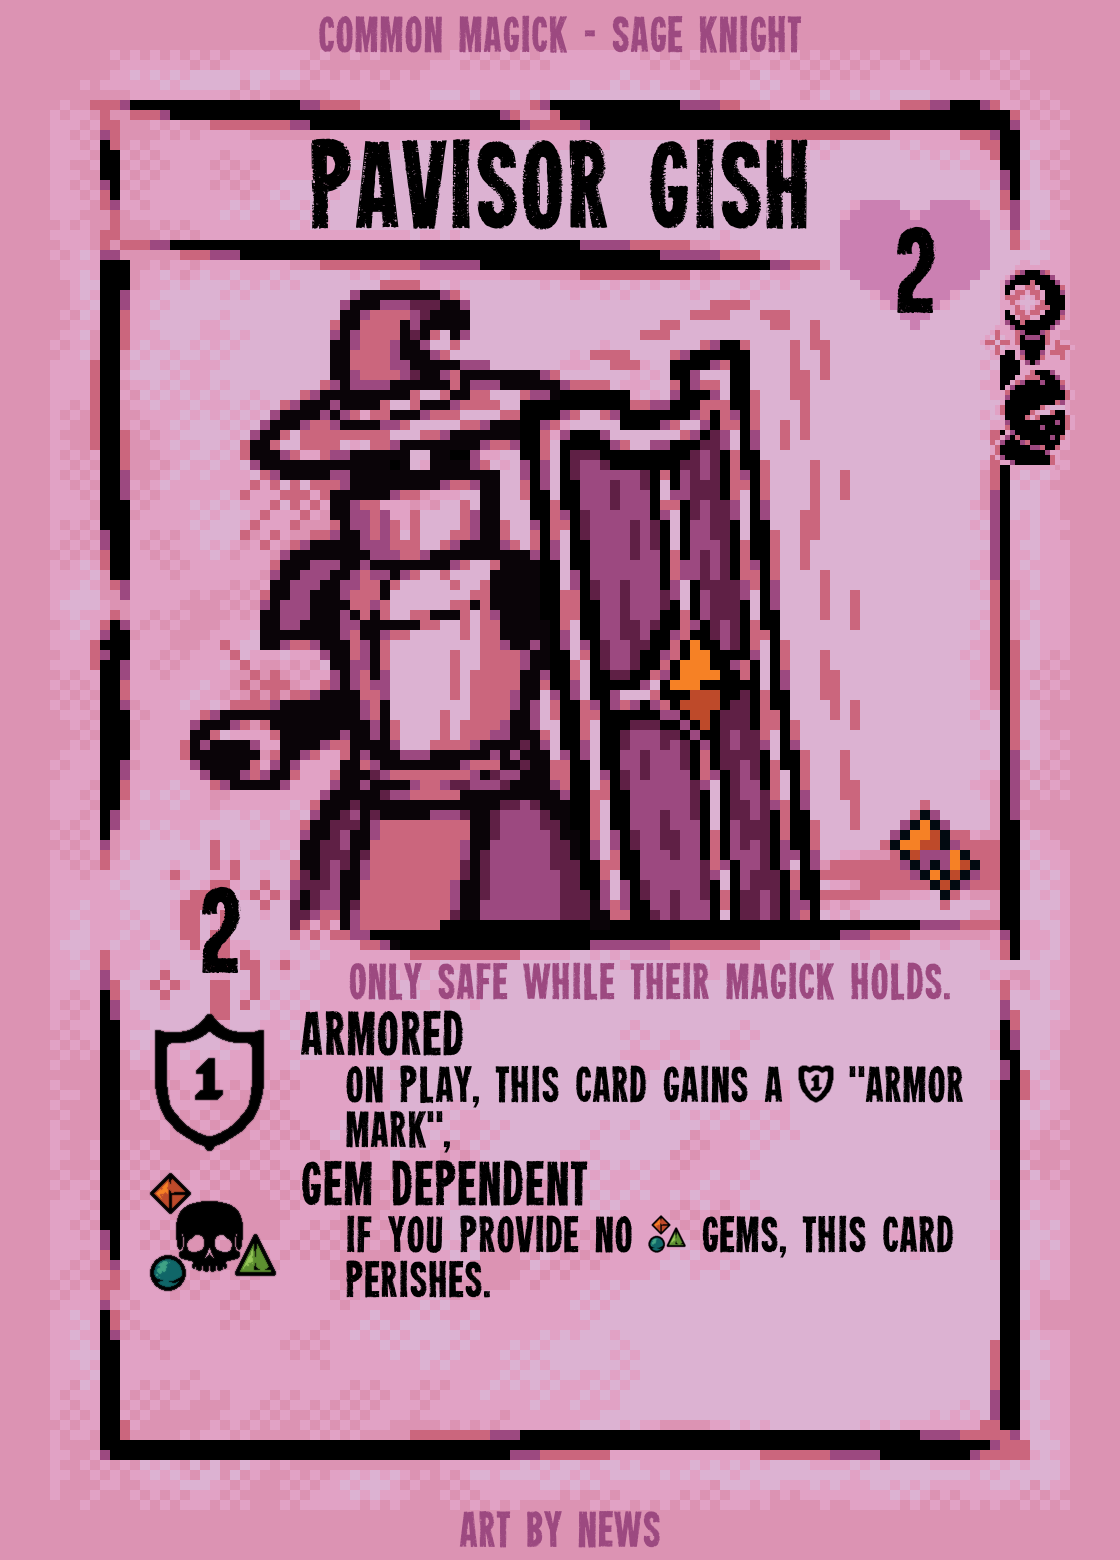 COMMON MAGICK - SAGE KNIGHT
PAVISOR GISH
2
2
ONLY SAFE WHILE THEIR MAGICK HOLDS.
1
ARMORED
ON PLAY, THIS CARD GAINS A 1 "ARMOR
MARK",
GEM DEPENDENT
IF YOU PROVIDE NO GEMS, THIS CARD
PERISHES.
ART BY NEWS